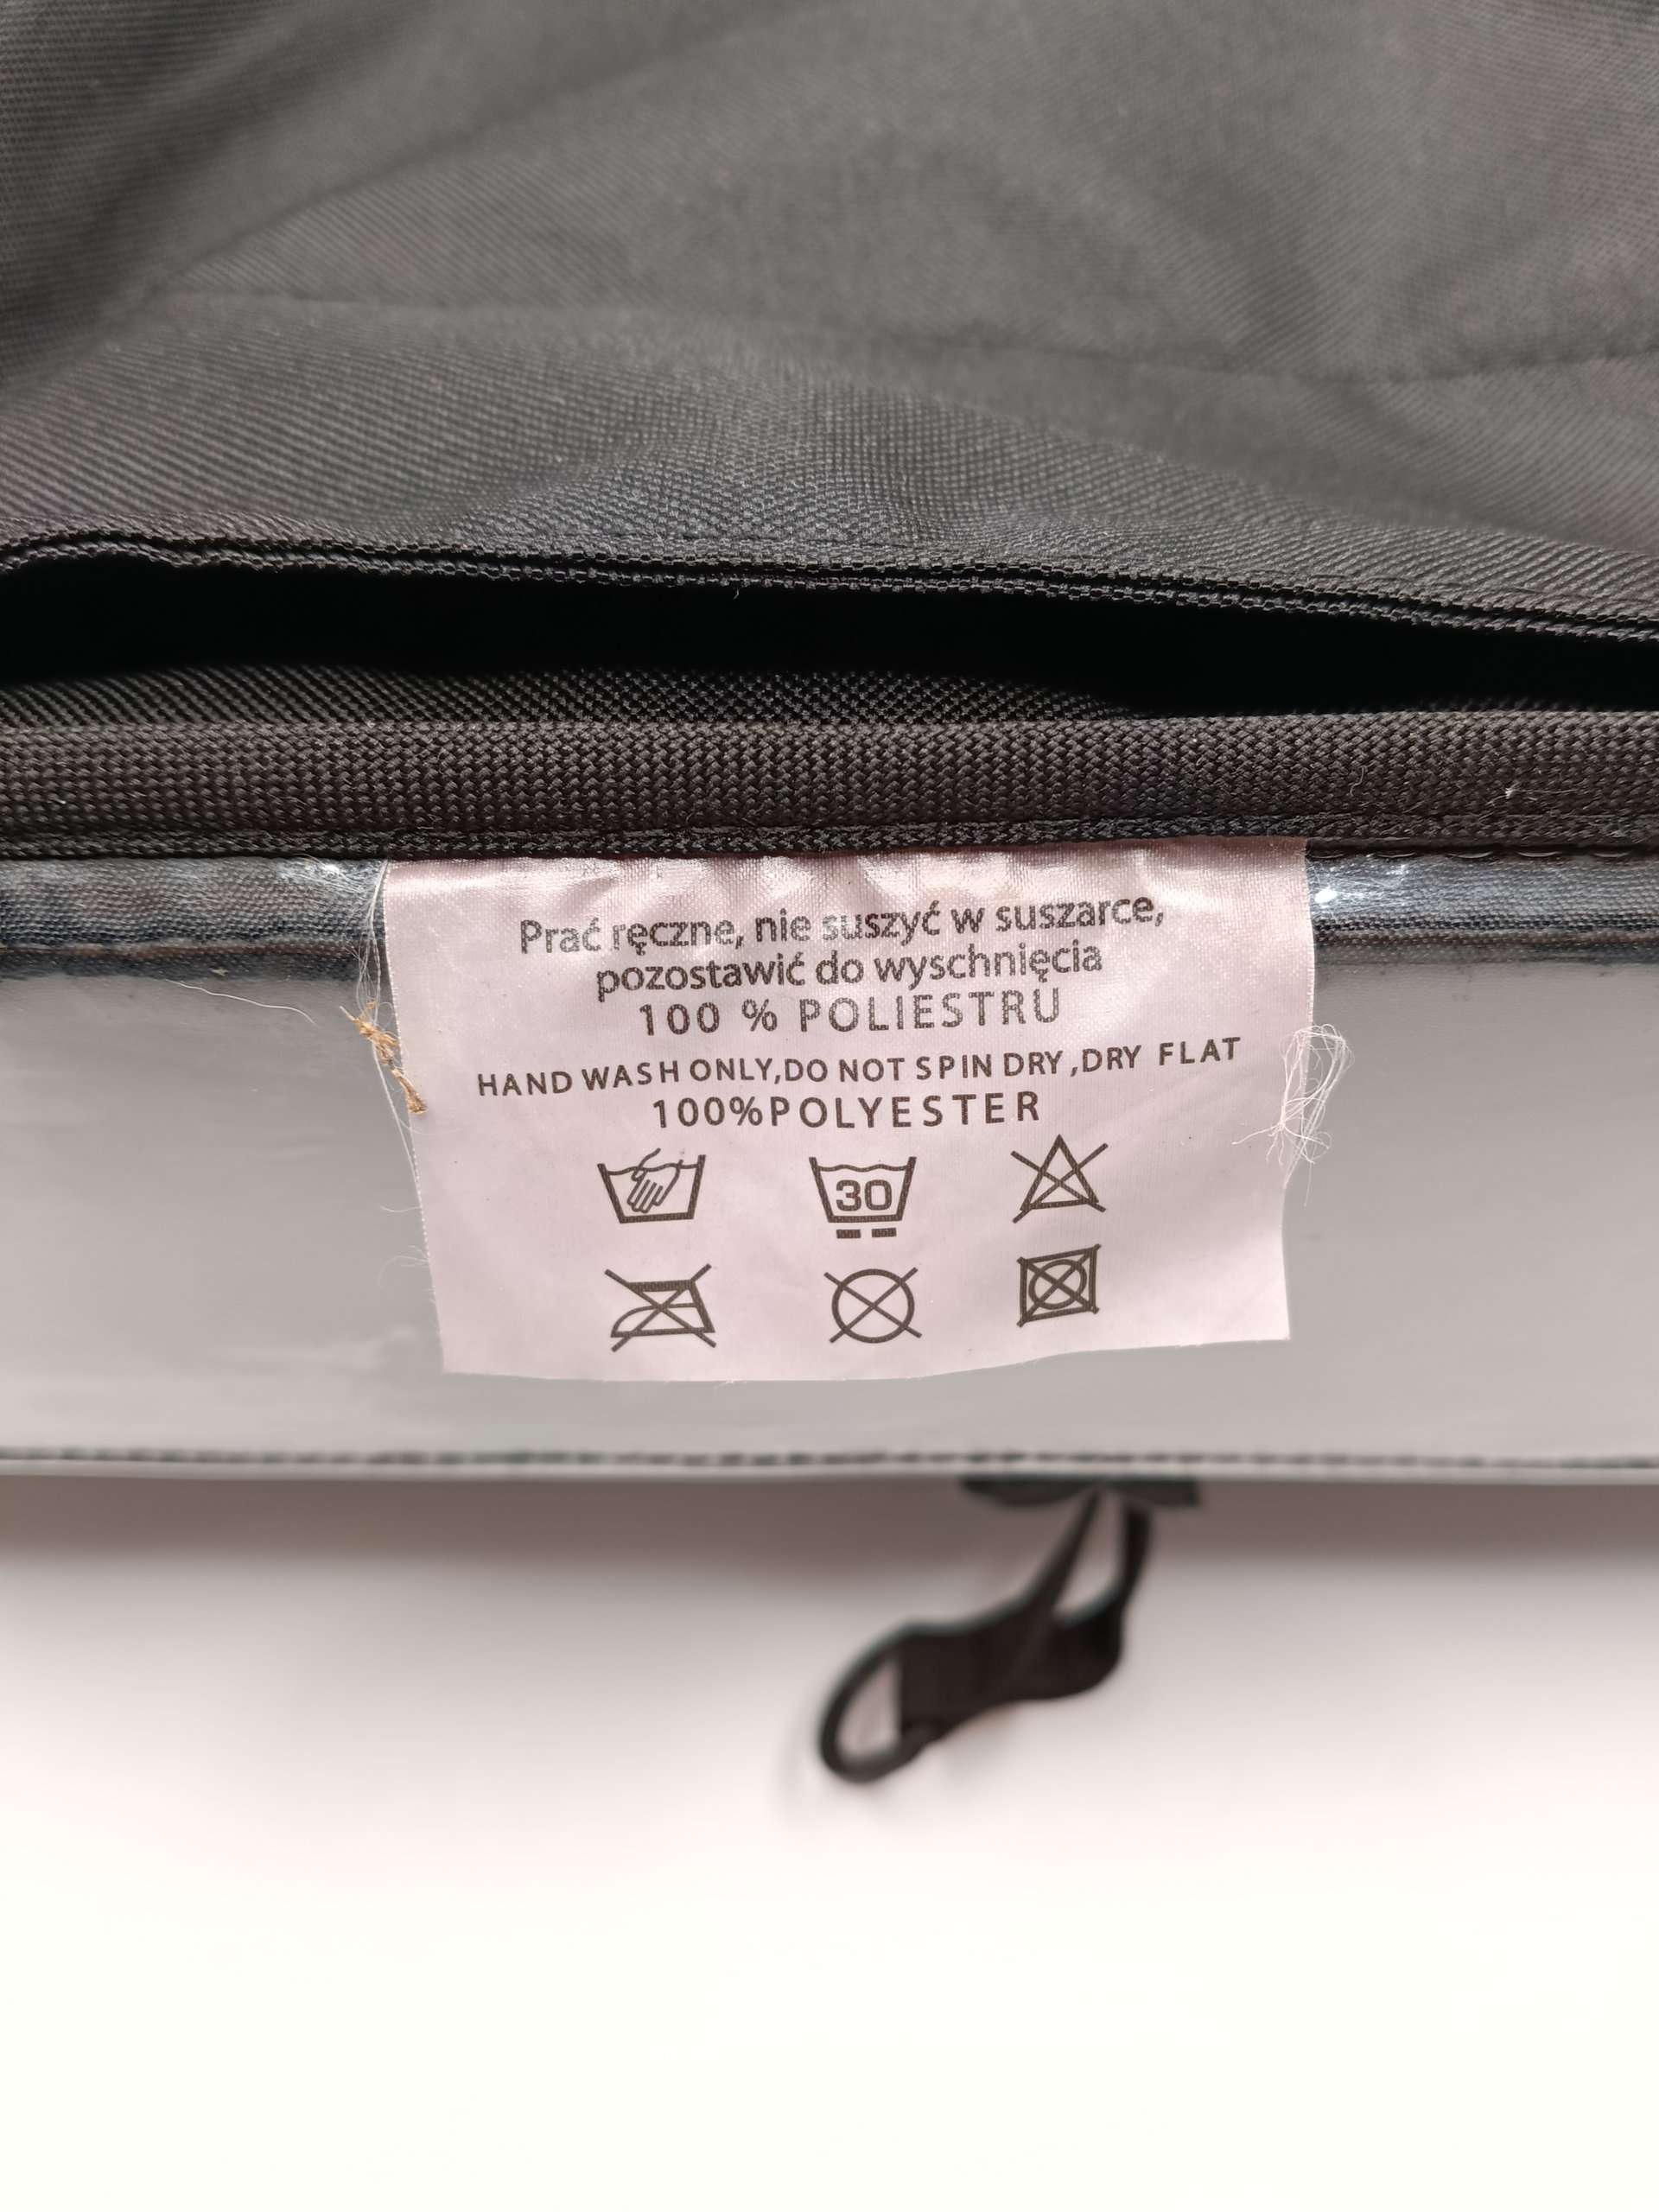 Prać ręczne, nie suszyć w suszarce,
pozostawić do wyschnięcia
100 % POLIESTRU
HAND WASH ONLY,DO NOT SPIN DRY ,DRY FLAT
100%POLYESTER
30